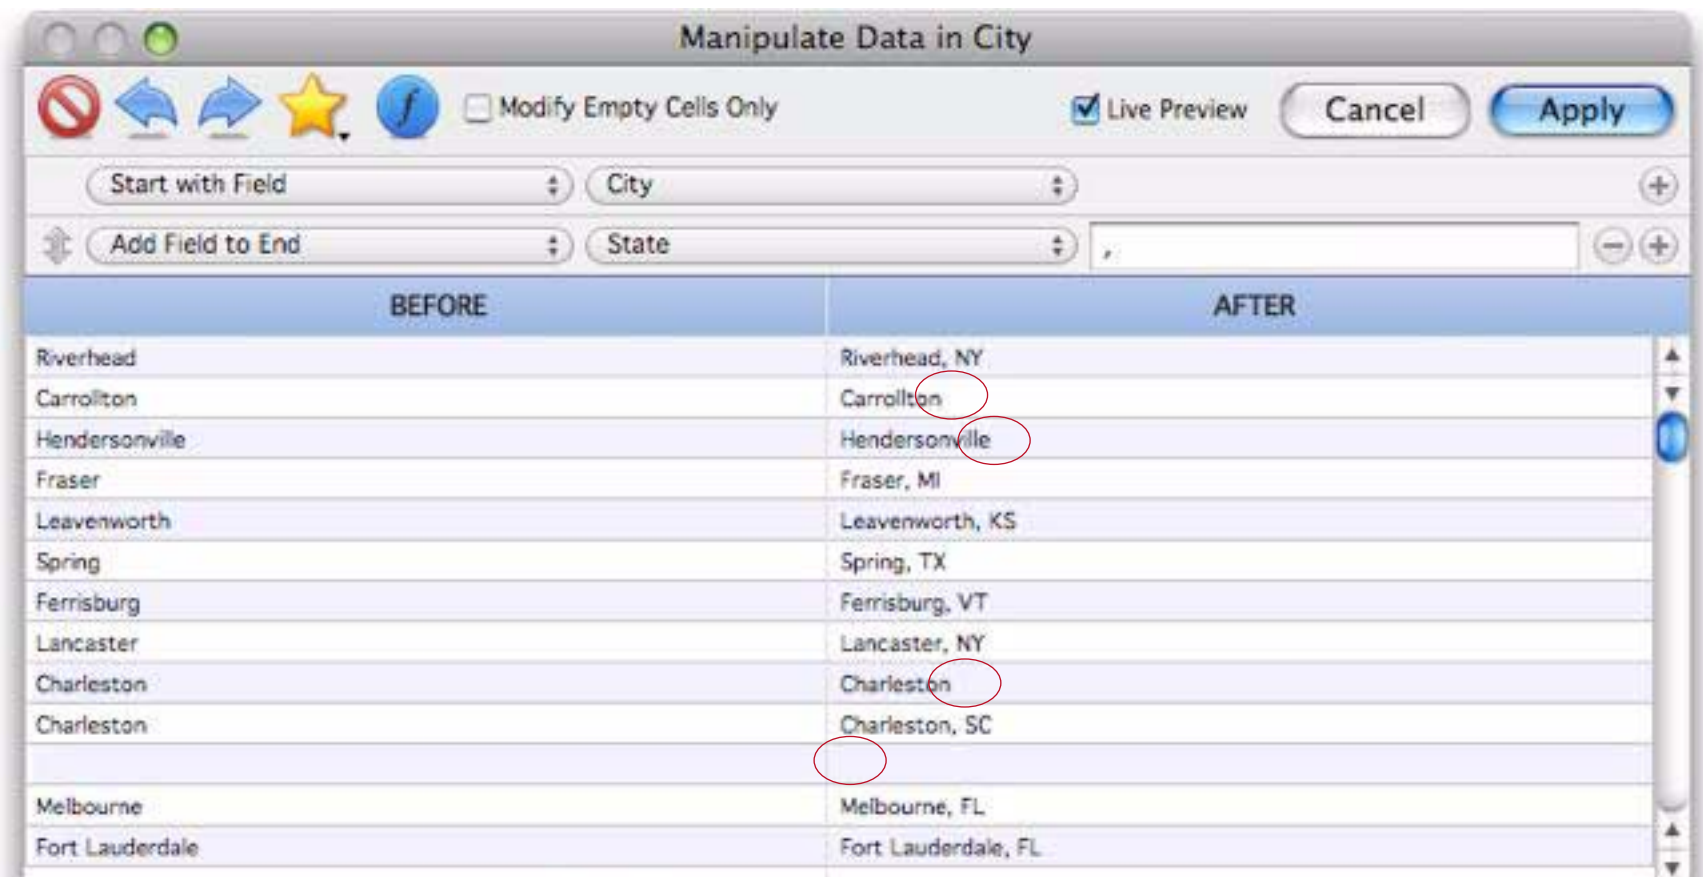 Manipulate Data in City
f Modify Empty Cells Only Live Preview Cancel Apply
Start with Field City
Add Field to End State ,
BEFORE AFTER
Riverhead Riverhead, NY
Carrollton Carrollton
Hendersonville Hendersonville
Fraser Fraser, MI
Leavenworth Leavenworth, KS
Spring Spring, TX
Ferrisburg Ferrisburg, VT
Lancaster Lancaster, NY
Charleston Charleston
Charleston Charleston, SC
Melbourne Melbourne, FL
Fort Lauderdale Fort Lauderdale, FL